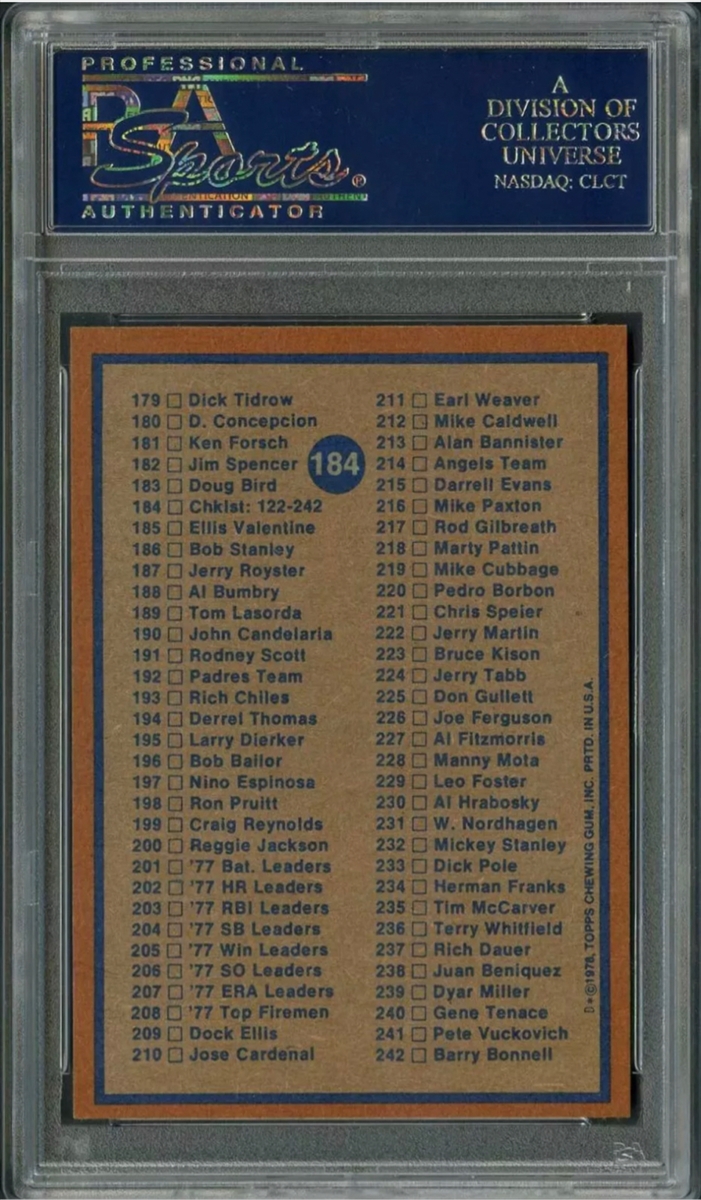 PROFESSIONAL
PSA
Sports®
AUTHENTICATOR
A
DIVISION OF
COLLECTORS
UNIVERSE
NASDAQ: CLCT
179 □ Dick Tidrow
180 □ D. Concepcion
181 □ Ken Forsch
182 □ Jim Spencer
183 □ Doug Bird
184 □ Chklst: 122-242
185 □ Ellis Valentine
186 □ Bob Stanley
187 □ Jerry Royster
188 □ Al Bumbry
189 □ Tom Lasorda
190 □ John Candelaria
191 □ Rodney Scott
192 □ Padres Team
193 □ Rich Chiles
194 □ Derrel Thomas
195 □ Larry Dierker
196 □ Bob Bailor
197 □ Nino Espinosa
198 □ Ron Pruitt
199 □ Craig Reynolds
200 □ Reggie Jackson
201 □ '77 Bat. Leaders
202 □ '77 HR Leaders
203 □ '77 RBI Leaders
204 □ '77 SB Leaders
205 □ '77 Win Leaders
206 □ '77 SO Leaders
207 □ '77 ERA Leaders
208 □ '77 Top Firemen
209 □ Dock Ellis
210 □ Jose Cardenal
184
211 □ Earl Weaver
212 □ Mike Caldwell
213 □ Alan Bannister
214 □ Angels Team
215 □ Darrell Evans
216 □ Mike Paxton
217 □ Rod Gilbreath
218 □ Marty Pattin
219 □ Mike Cubbage
220 □ Pedro Borbon
221 □ Chris Speier
222 □ Jerry Martin
223 □ Bruce Kison
224 □ Jerry Tabb
225 □ Don Gullett
226 □ Joe Ferguson
227 □ Al Fitzmorris
228 □ Manny Mota
229 □ Leo Foster
230 □ Al Hrabosky
231 □ W. Nordhagen
232 □ Mickey Stanley
233 □ Dick Pole
234 □ Herman Franks
235 □ Tim McCarver
236 □ Terry Whitfield
237 □ Rich Dauer
238 □ Juan Beniquez
239 □ Dyar Miller
240 □ Gene Tenace
241 □ Pete Vuckovich
242 □ Barry Bonnell
D*©1978, TOPPS CHEWING GUM, INC. PRTD. IN U.S.A.